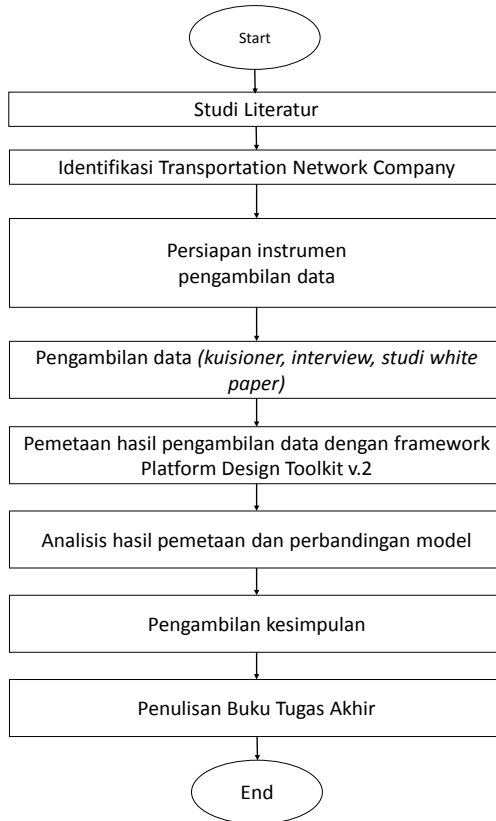 Start
Studi Literatur
Identifikasi Transportation Network Company
Persiapan instrumen
pengambilan data
Pengambilan data (kuisioner, interview, studi white
paper)
Pemetaan hasil pengambilan data dengan framework
Platform Design Toolkit v.2
Analisis hasil pemetaan dan perbandingan model
Pengambilan kesimpulan
Penulisan Buku Tugas Akhir
End